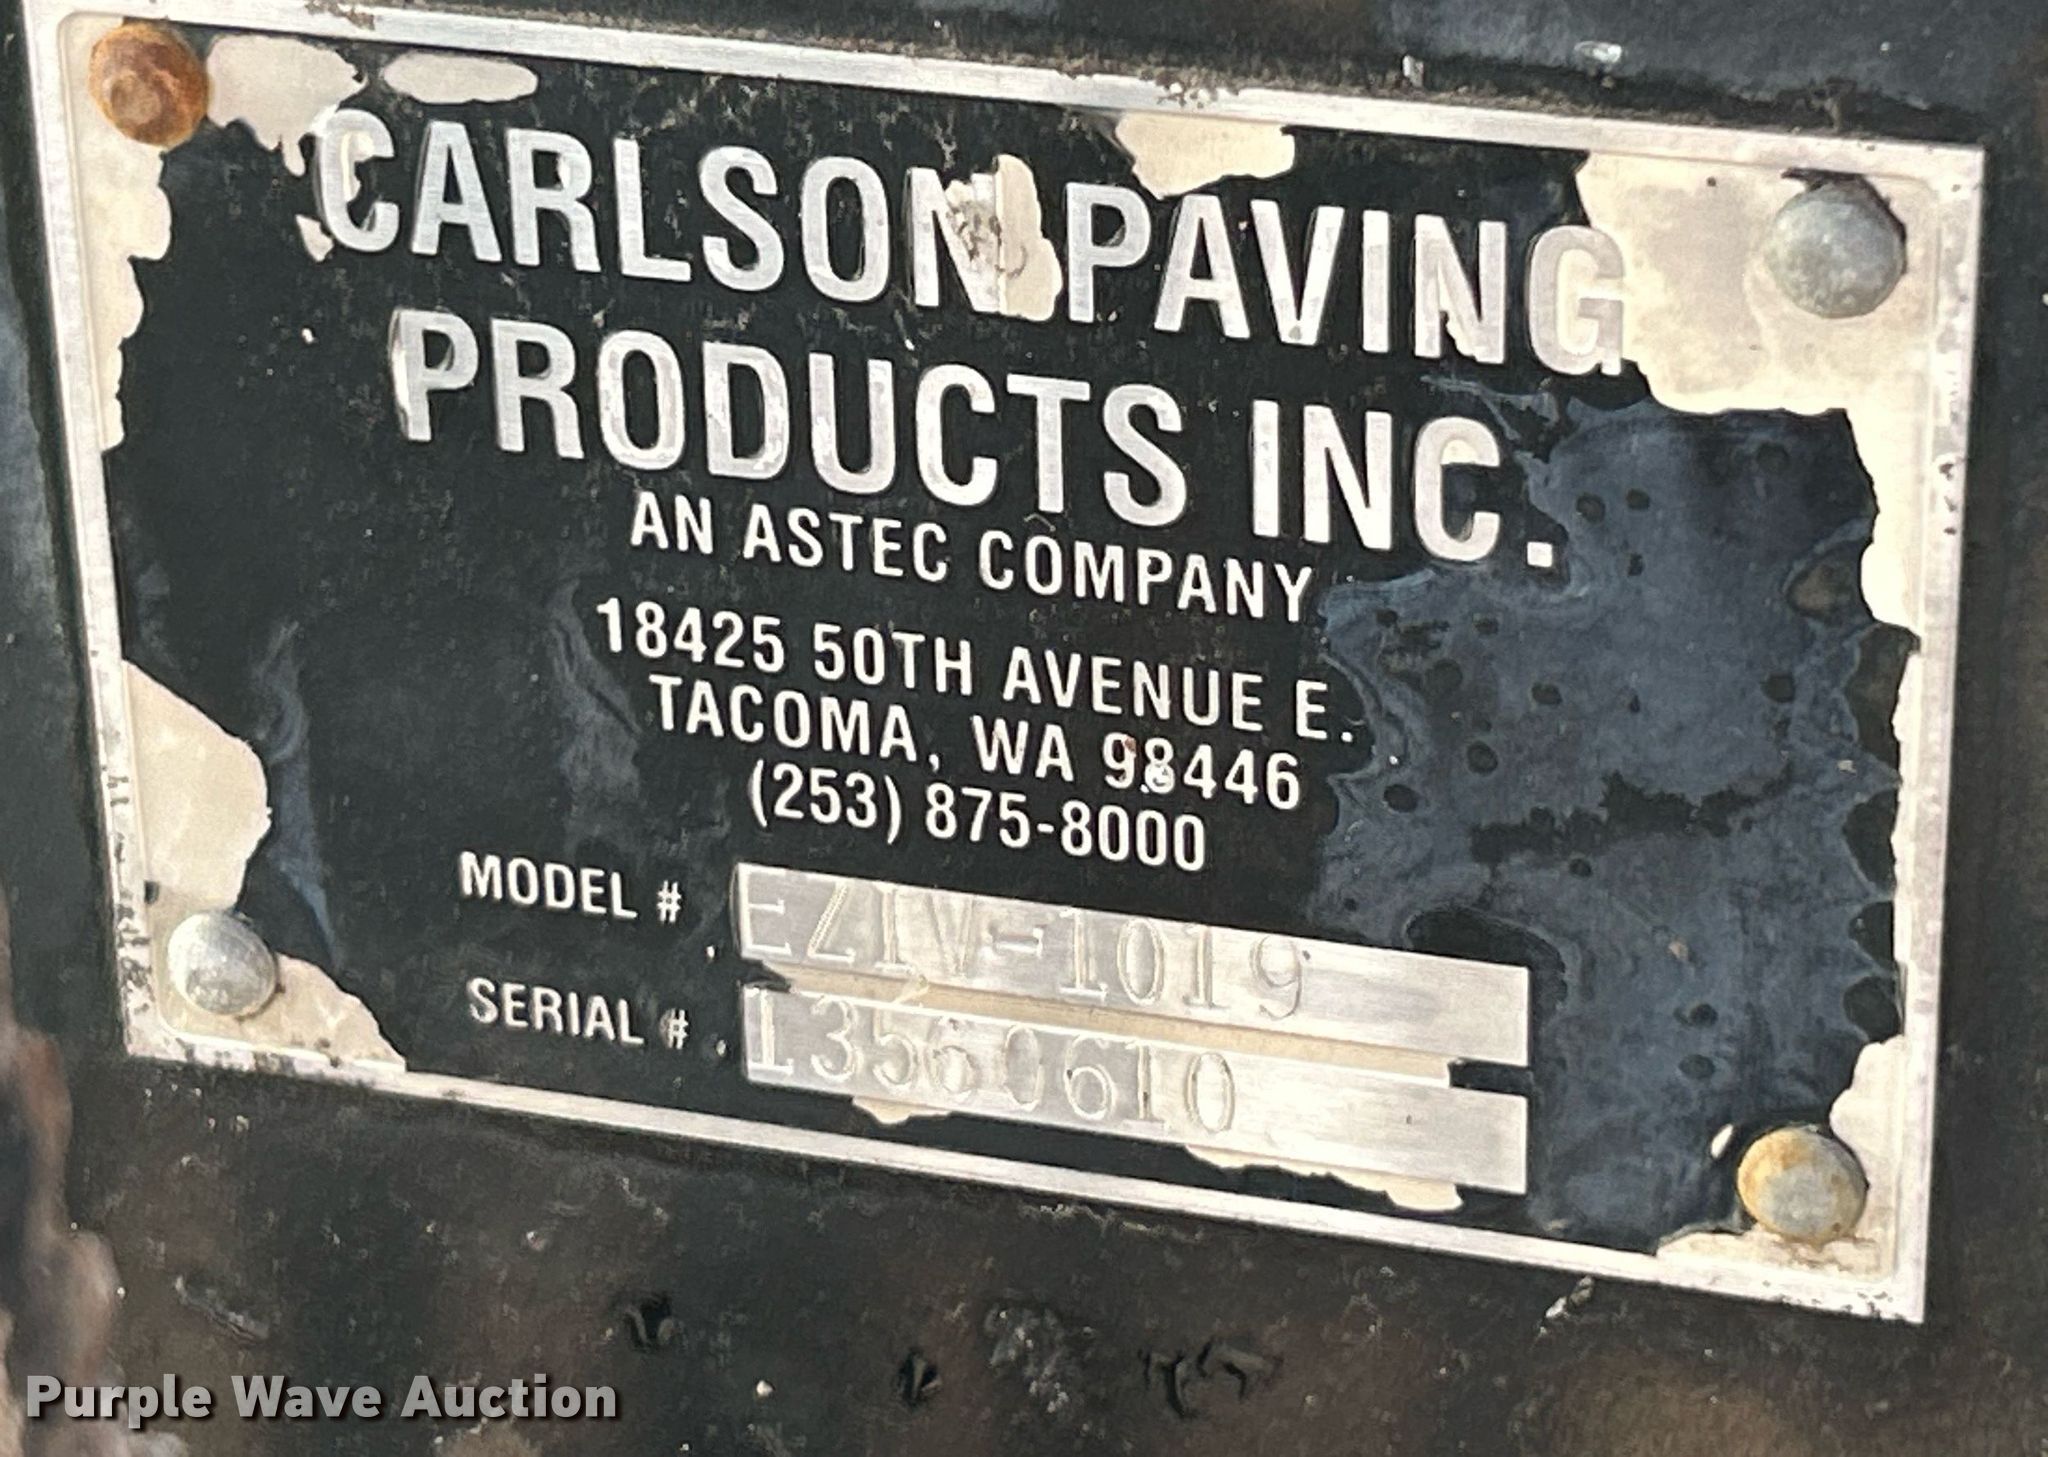 CARLSON PAVING
PRODUCTS INC.
AN ASTEC COMPANY
18425 50TH AVENUE E.
TACOMA, WA 98446
(253) 875-8000
MODEL # EZIV-1019
SERIAL # 13560610
Purple Wave Auction